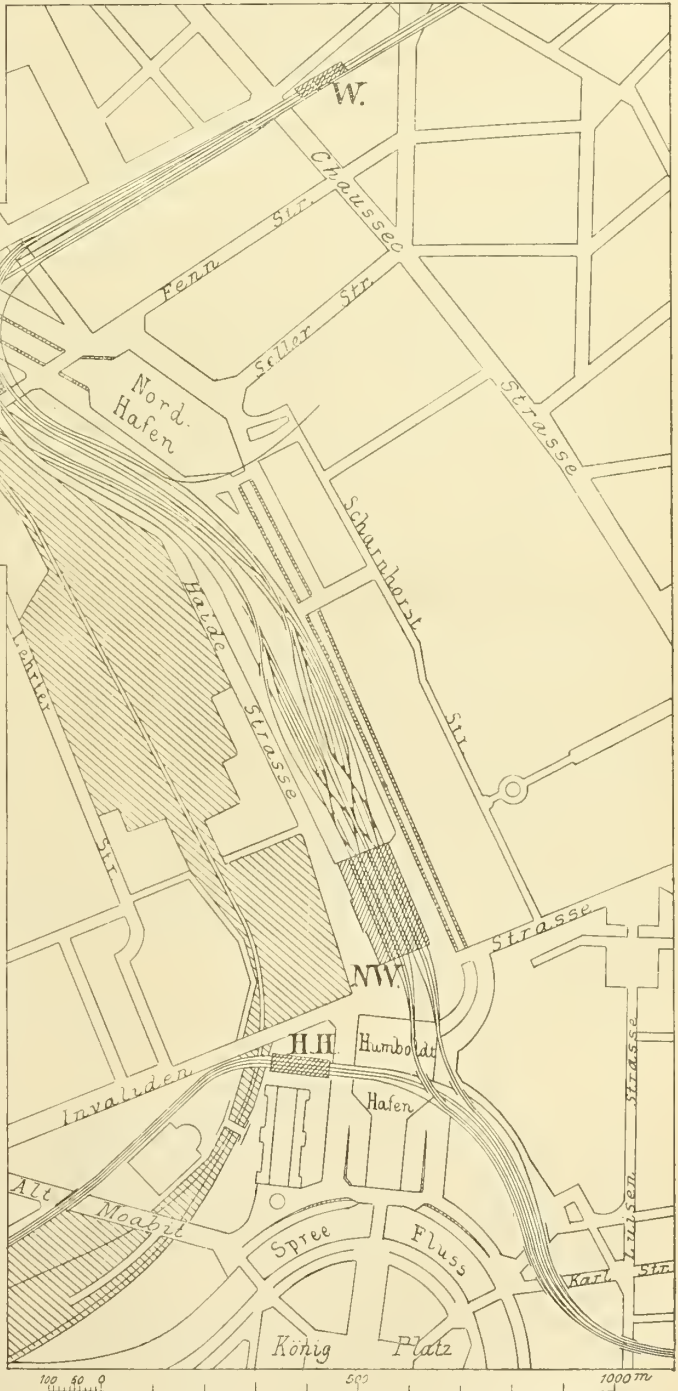 W.
Chaussee
Strasse
Fenn Str.
Seller Str.
Nord.
Hafen
Scharnhorst Str.
Haide Strasse
Lehrter Str
Invaliden Strasse
NW.
H.H.
Humboldt
Hafen
Luisen Strasse
Alt Moabit
Spree Fluss
Karl Str.
König Platz
100 50 0 500 1000 m